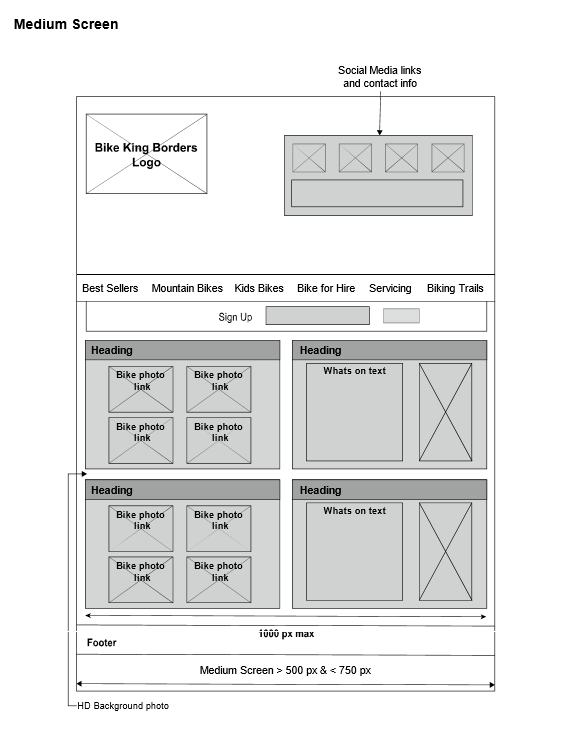 Medium Screen
Social Media links
and contact info
Bike King Borders
Logo
Best Sellers Mountain Bikes Kids Bikes Bike for Hire Servicing Biking Trails
Sign Up
Heading
Heading
Bike photo
link
Bike photo
link
Whats on text
Bike photo
link
Bike photo
link
Heading
Heading
Bike photo
link
Bike photo
link
Whats on text
Bike photo
link
Bike photo
link
1000 px max
Footer
Medium Screen > 500 px & < 750 px
HD Background photo